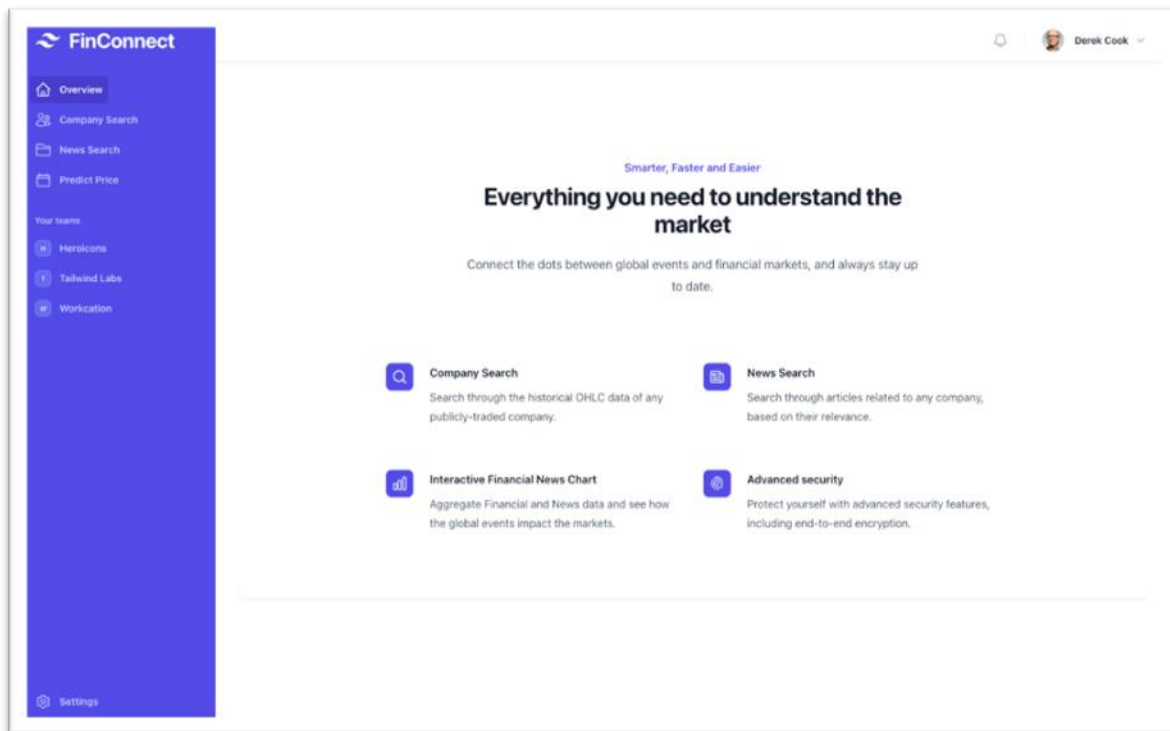 FinConnect
Derek Cook
Overview
Company Search
News Search
Predict Price
Your teams
H Heroicons
T Tailwind Labs
W Workcation
Settings
Smarter, Faster and Easier
Everything you need to understand the
market
Connect the dots between global events and financial markets, and always stay up
to date.
Company Search
Search through the historical OHLC data of any
publicly-traded company.
News Search
Search through articles related to any company,
based on their relevance.
Interactive Financial News Chart
Aggregate Financial and News data and see how
the global events impact the markets.
Advanced security
Protect yourself with advanced security features,
including end-to-end encryption.